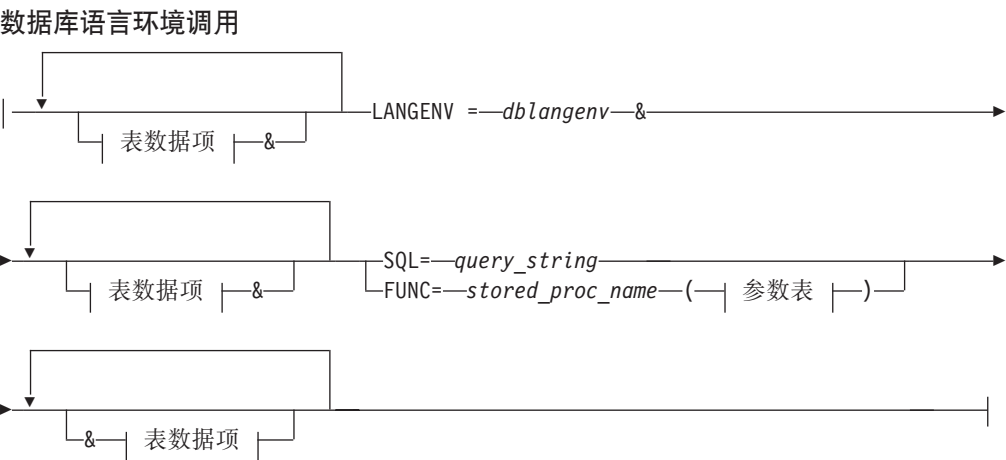 数据库语言环境调用
LANGENV = dblangenv &
表数据项 &
SQL= query_string
表数据项 & FUNC= stored_proc_name ( 参数表 )
& 表数据项